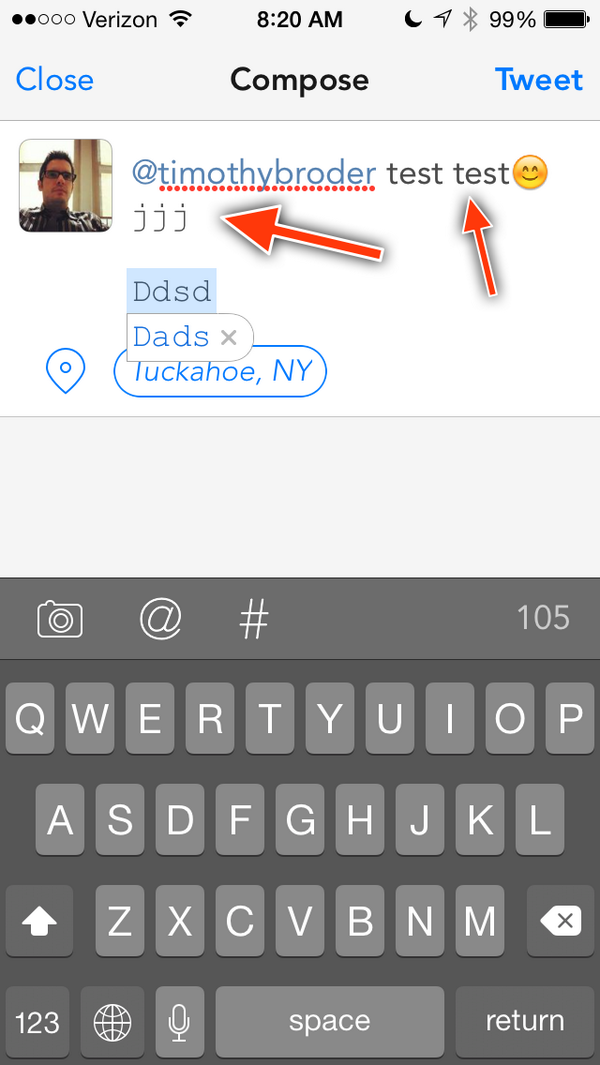 Verizon 8:20 AM 99%
Close Compose Tweet
@timothybroder test test😊
jjj
Ddsd
Dads ×
Tuckahoe, NY
@ # 105
Q W E R T Y U I O P
A S D F G H J K L
Z X C V B N M
123 space return